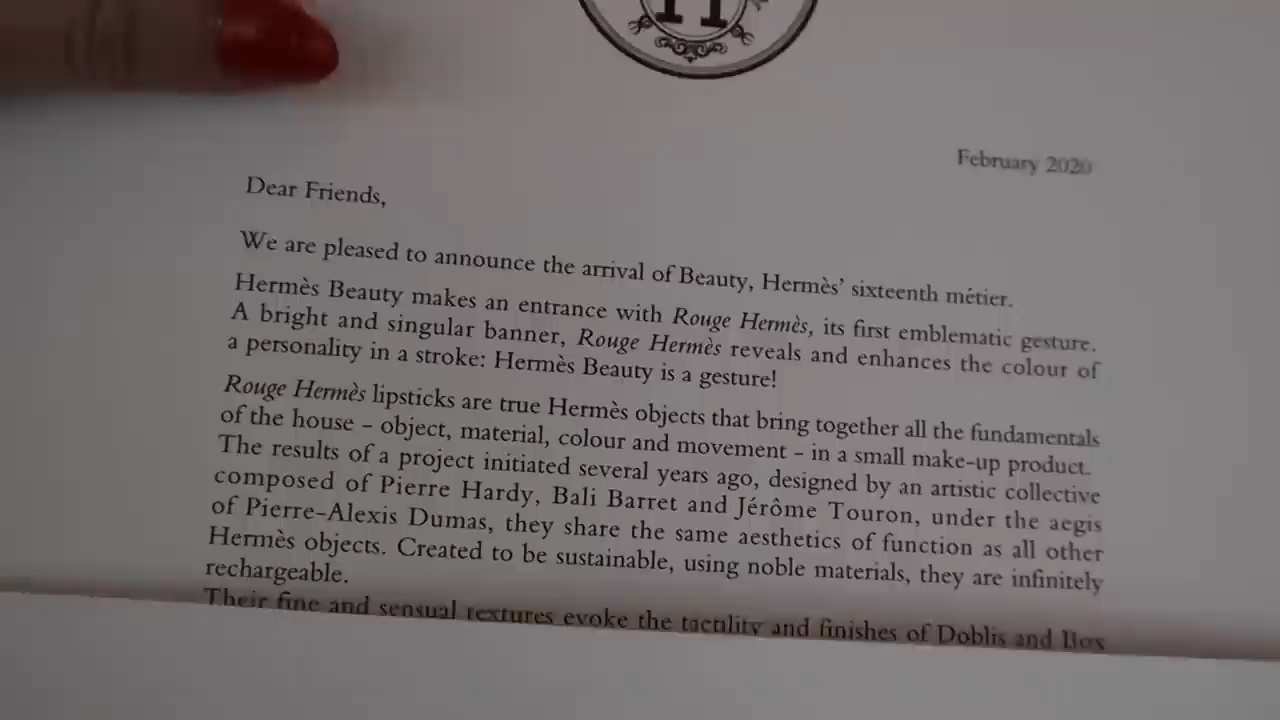 H
February 2020
Dear Friends,
We are pleased to announce the arrival of Beauty, Hermès’ sixteenth métier.
Hermès Beauty makes an entrance with Rouge Hermès, its first emblematic gesture.
A bright and singular banner, Rouge Hermès reveals and enhances the colour of
a personality in a stroke: Hermès Beauty is a gesture!
Rouge Hermès lipsticks are true Hermès objects that bring together all the fundamentals
of the house – object, material, colour and movement – in a small make-up product.
The results of a project initiated several years ago, designed by an artistic collective
composed of Pierre Hardy, Bali Barret and Jérôme Touron, under the aegis
of Pierre-Alexis Dumas, they share the same aesthetics of function as all other
Hermès objects. Created to be sustainable, using noble materials, they are infinitely
rechargeable.
Their fine and sensual textures evoke the tactility and finishes of Doblis and Box